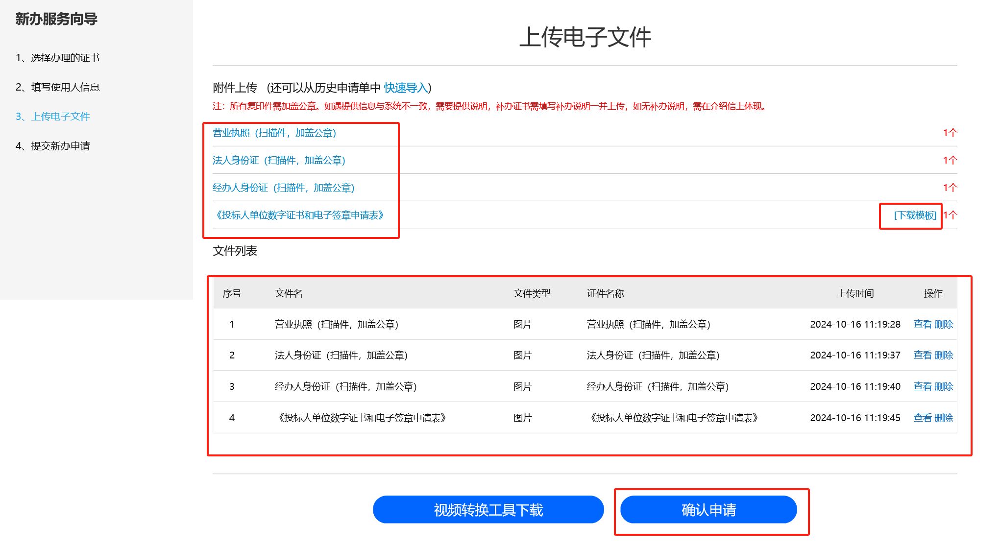 新办服务向导
1、选择办理的证书
2、填写使用人信息
3、上传电子文件
4、提交新办申请
上传电子文件
附件上传 (还可以从历史申请单中 快速导入)
注：所有复印件需加盖公章。如遇提供信息与系统不一致，需要提供说明，补办证书需填写补办说明一并上传，如无补办说明，需在介绍信上体现。
营业执照（扫描件，加盖公章） 1个
法人身份证（扫描件，加盖公章） 1个
经办人身份证（扫描件，加盖公章） 1个
《投标人单位数字证书和电子签章申请表》 [下载模板] 1个
文件列表
序号 文件名 文件类型 证件名称 上传时间 操作
1 营业执照（扫描件，加盖公章） 图片 营业执照（扫描件，加盖公章） 2024-10-16 11:19:28 查看 删除
2 法人身份证（扫描件，加盖公章） 图片 法人身份证（扫描件，加盖公章） 2024-10-16 11:19:37 查看 删除
3 经办人身份证（扫描件，加盖公章） 图片 经办人身份证（扫描件，加盖公章） 2024-10-16 11:19:40 查看 删除
4 《投标人单位数字证书和电子签章申请表》 图片 《投标人单位数字证书和电子签章申请表》 2024-10-16 11:19:45 查看 删除
视频转换工具下载 确认申请